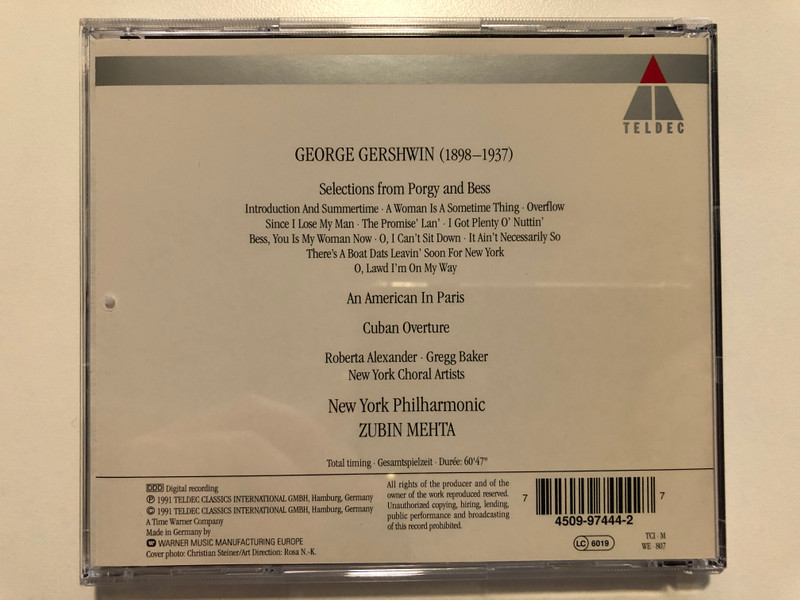 TELDEC
GEORGE GERSHWIN (1898–1937)
Selections from Porgy and Bess
Introduction And Summertime · A Woman Is A Sometime Thing · Overflow
Since I Lose My Man · The Promise' Lan' · I Got Plenty O' Nuttin'
Bess, You Is My Woman Now · O, I Can't Sit Down · It Ain't Necessarily So
There's A Boat Dats Leavin' Soon For New York
O, Lawd I'm On My Way
An American In Paris
Cuban Overture
Roberta Alexander · Gregg Baker
New York Choral Artists
New York Philharmonic
ZUBIN MEHTA
Total timing · Gesamtspielzeit · Durée: 60'47"
DDD Digital recording
℗ 1991 TELDEC CLASSICS INTERNATIONAL GMBH, Hamburg, Germany
© 1991 TELDEC CLASSICS INTERNATIONAL GMBH, Hamburg, Germany
A Time Warner Company
Made in Germany by
WARNER MUSIC MANUFACTURING EUROPE
Cover photo: Christian Steiner/Art Direction: Rosa N.-K.
All rights of the producer and of the
owner of the work reproduced reserved.
Unauthorized copying, hiring, lending,
public performance and broadcasting
of this record prohibited.
7 7
4509-97444-2
LC 6019
TCI · M
WE · 807